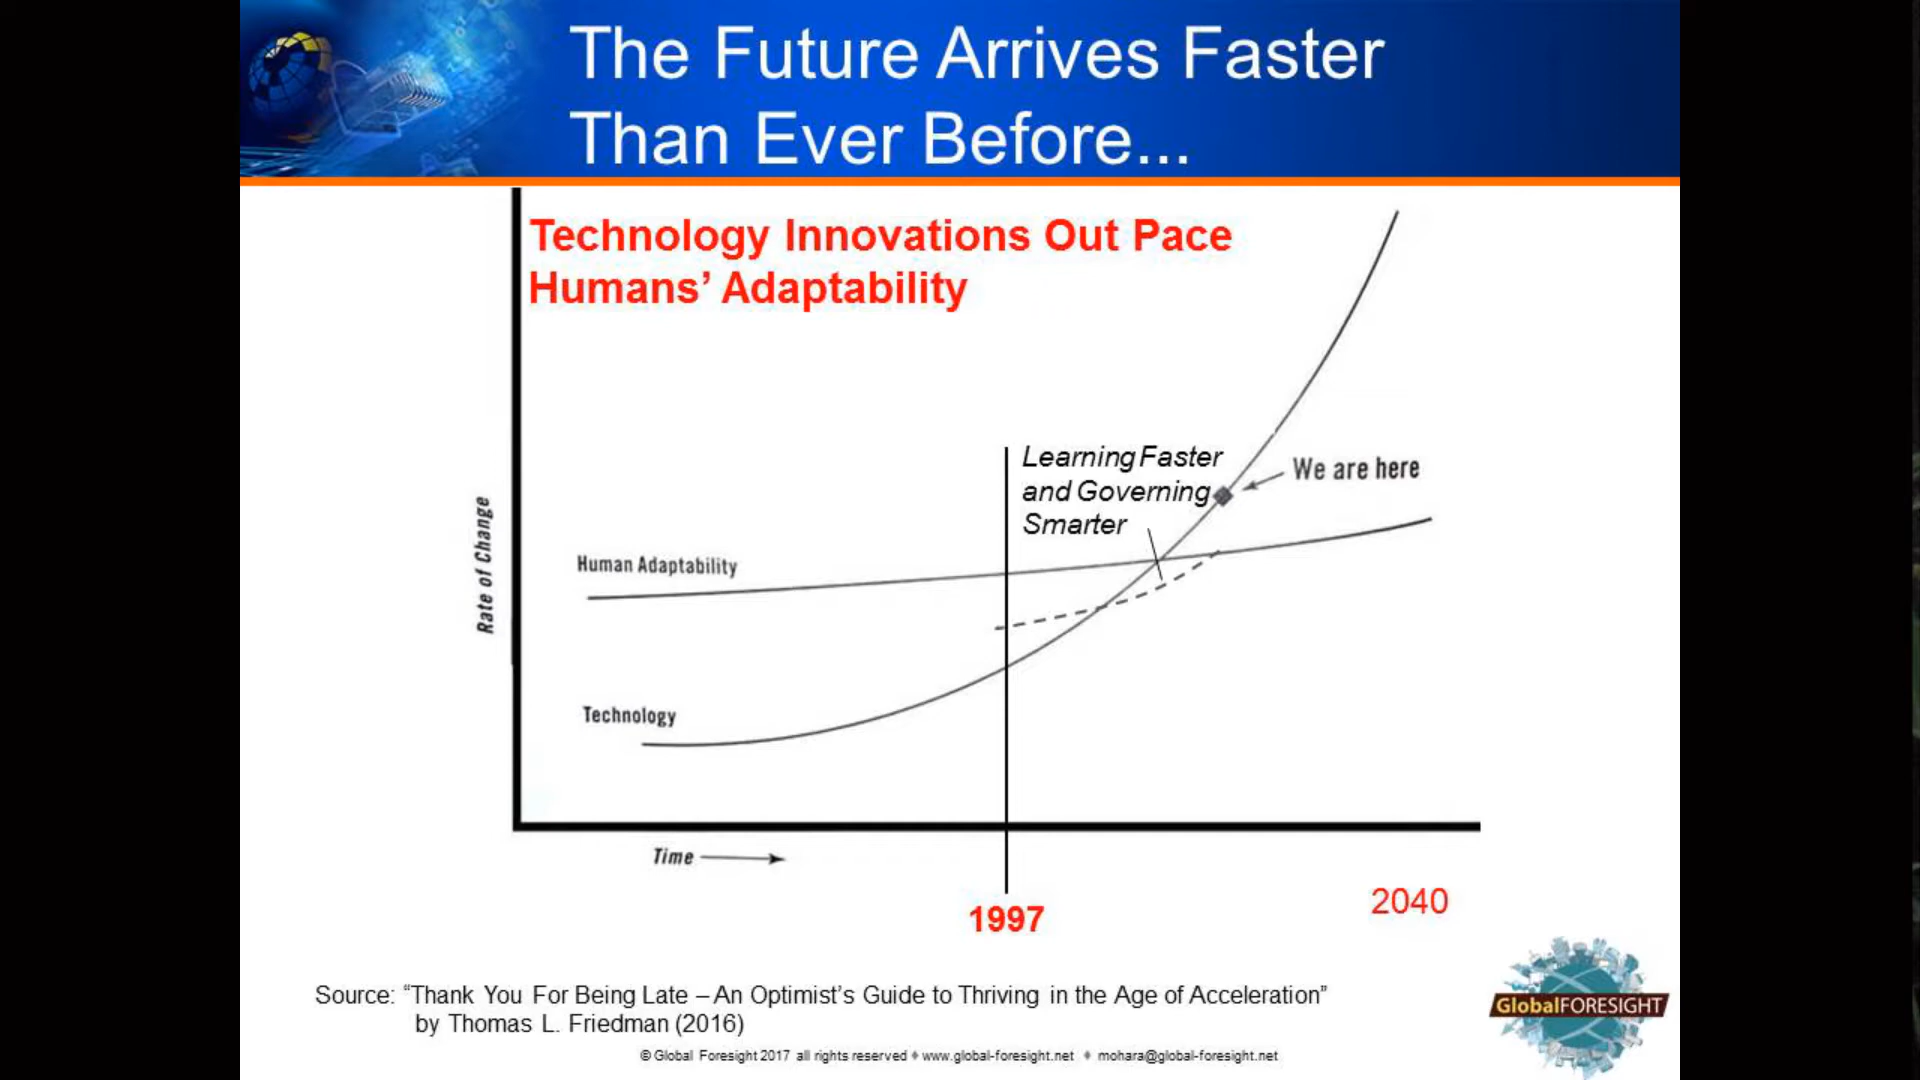 The Future Arrives Faster
Than Ever Before...
Technology Innovations Out Pace
Humans’ Adaptability
Learning Faster
and Governing
Smarter
We are here
Rate of Change
Human Adaptability
Technology
Time
1997
2040
Source: “Thank You For Being Late – An Optimist’s Guide to Thriving in the Age of Acceleration”
by Thomas L. Friedman (2016)
GlobalFORESIGHT
© Global Foresight 2017 all rights reserved ♦ www.global-foresight.net ♦ mohara@global-foresight.net